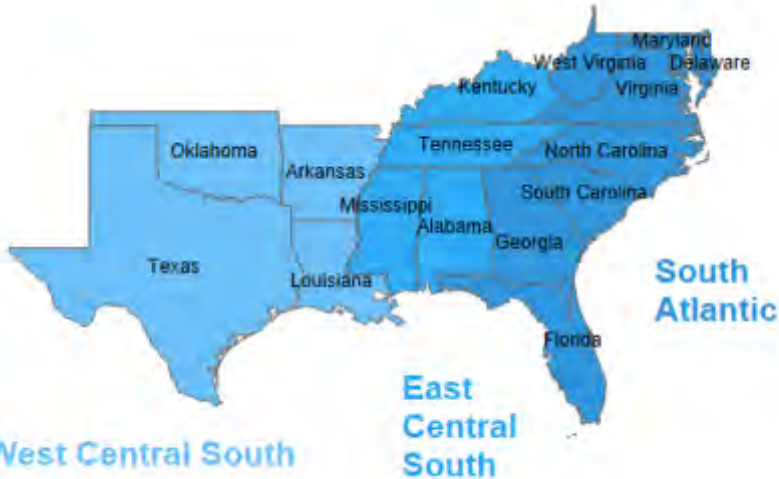 Maryland
West Virginia
Delaware
Kentucky
Virginia
Tennessee
North Carolina
Oklahoma
Arkansas
South Carolina
Mississippi
Alabama
Georgia
Texas
Louisiana
South
Atlantic
Florida
East
Central
South
West Central South